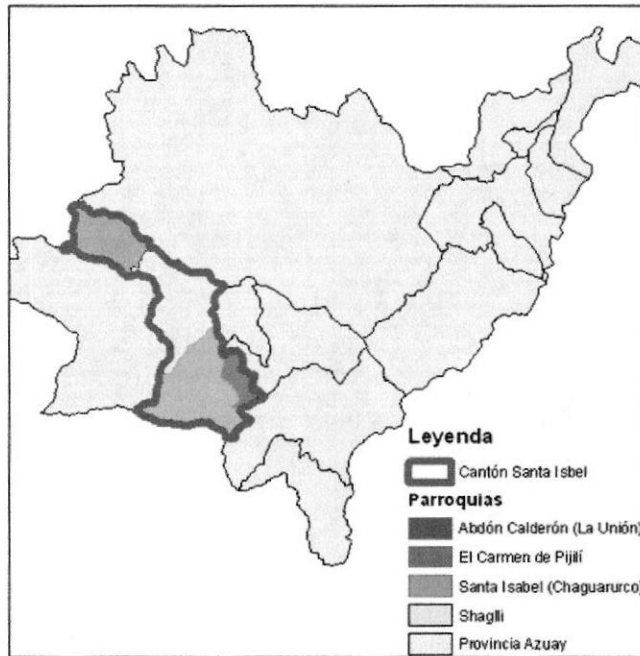 Leyenda
Cantón Santa Isbel
Parroquias
Abdón Calderón (La Unión)
El Carmen de Pijilí
Santa Isabel (Chaguarurco)
Shaglli
Provincia Azuay